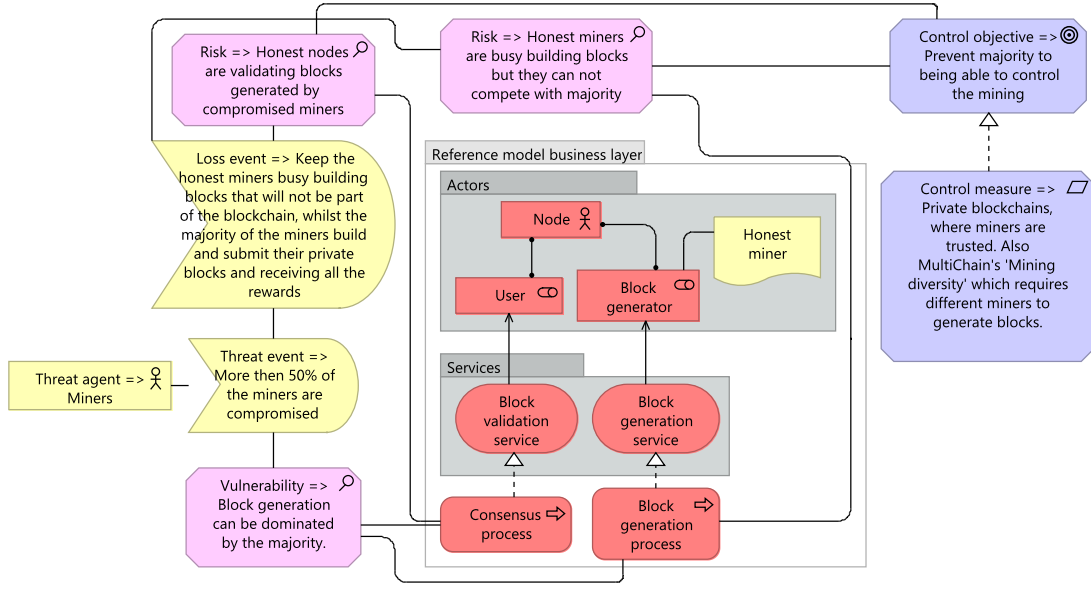 Risk => Honest nodes
are validating blocks
generated by
compromised miners
Risk => Honest miners
are busy building blocks
but they can not
compete with majority
Control objective =>
Prevent majority to
being able to control
the mining
Loss event => Keep the
honest miners busy building
blocks that will not be part
of the blockchain, whilst the
majority of the miners build
and submit their private
blocks and receiving all the
rewards
Reference model business layer
Actors
Node
User
Block
generator
Honest
miner
Control measure =>
Private blockchains,
where miners are
trusted. Also
MultiChain's 'Mining
diversity' which requires
different miners to
generate blocks.
Threat agent =>
Miners
Threat event =>
More then 50% of
the miners are
compromised
Services
Block
validation
service
Block
generation
service
Vulnerability =>
Block generation
can be dominated
by the majority.
Consensus
process
Block
generation
process